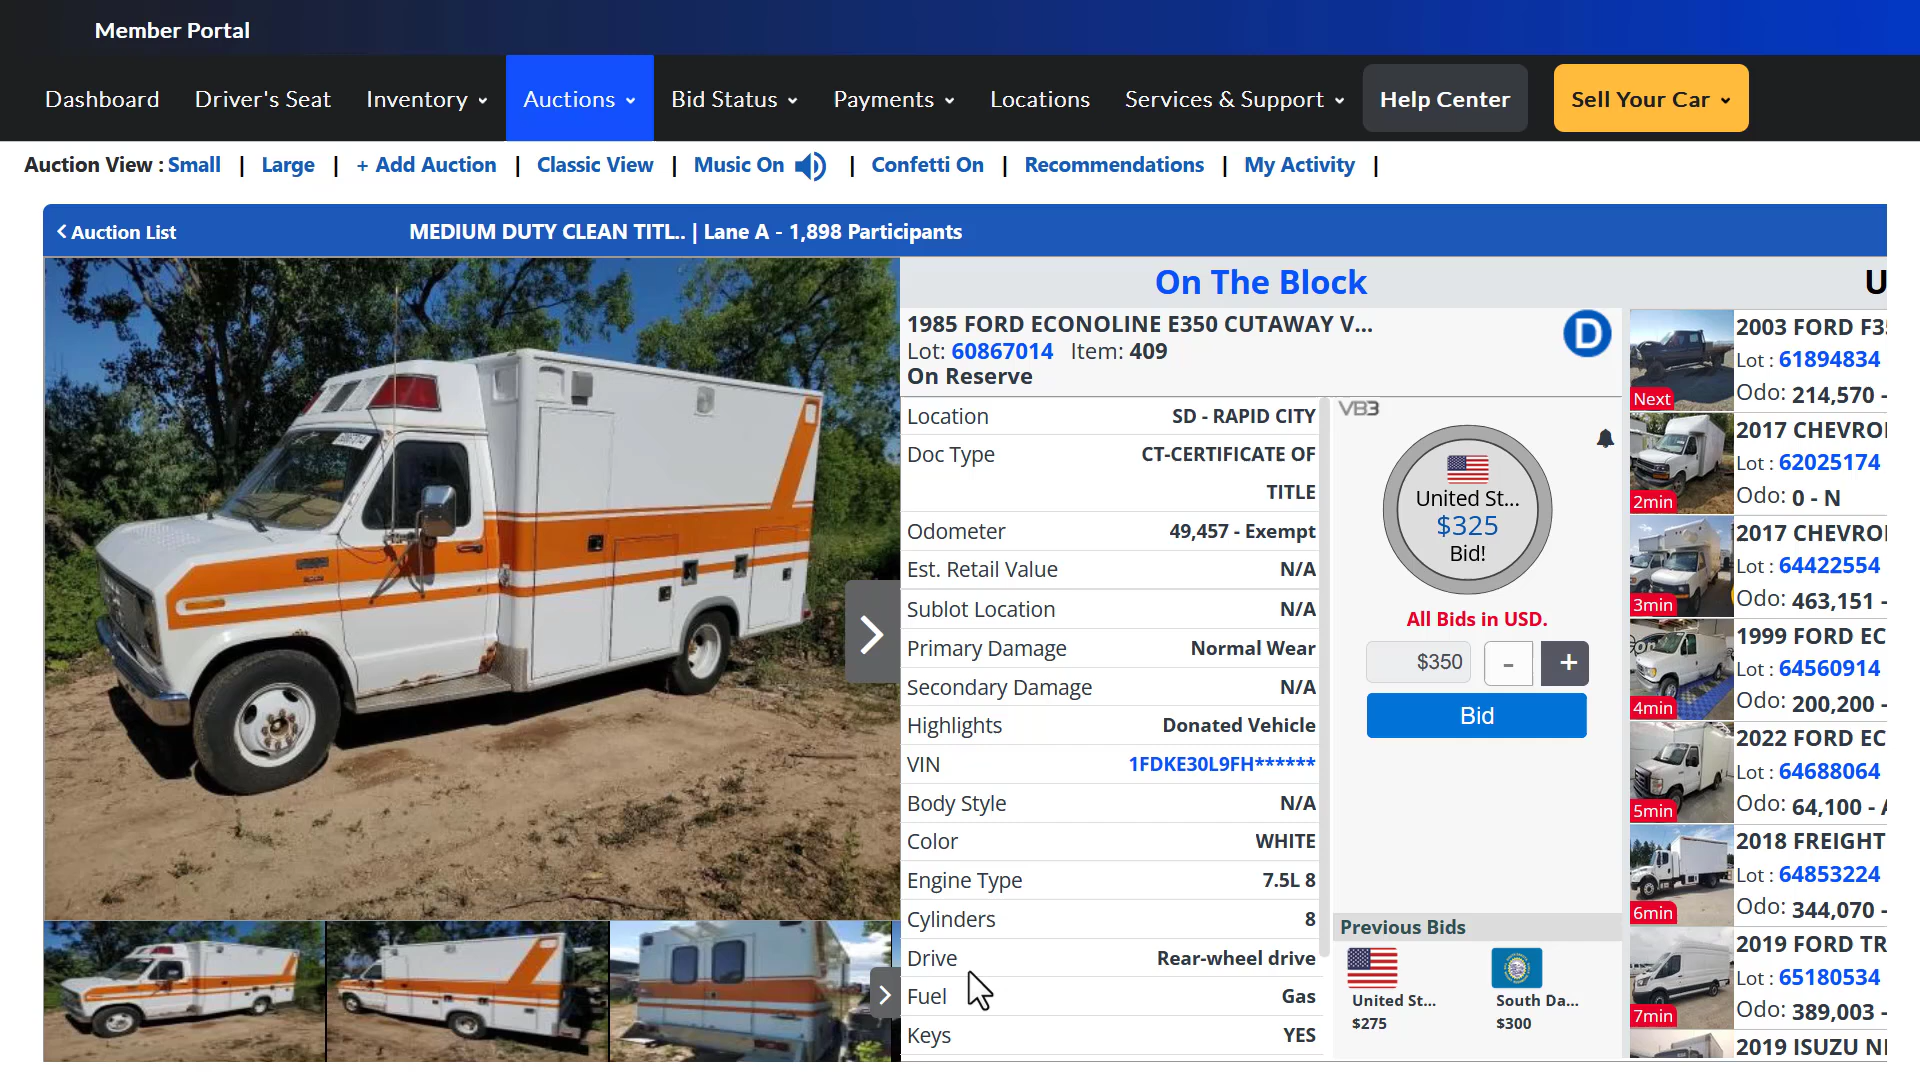 Member Portal
Dashboard Driver's Seat Inventory Auctions Bid Status Payments Locations Services & Support Help Center Sell Your Car
Auction View : Small | Large | + Add Auction | Classic View | Music On | Confetti On | Recommendations | My Activity |
Auction List MEDIUM DUTY CLEAN TITL.. | Lane A - 1,898 Participants
On The Block
1985 FORD ECONOLINE E350 CUTAWAY V...
D
Lot: 60867014 Item: 409
On Reserve
Location SD - RAPID CITY
Doc Type CT-CERTIFICATE OF
TITLE
Odometer 49,457 - Exempt
Est. Retail Value N/A
Sublot Location N/A
Primary Damage Normal Wear
Secondary Damage N/A
Highlights Donated Vehicle
VIN 1FDKE30L9FH******
Body Style N/A
Color WHITE
Engine Type 7.5L 8
Cylinders 8
Drive Rear-wheel drive
Fuel Gas
Keys YES
VB3
United St...
$325
Bid!
All Bids in USD.
$350 - +
Bid
Previous Bids
United St... South Da...
$275 $300
U
2003 FORD F3
Lot : 61894834
Odo: 214,570 -
Next
2017 CHEVRO
Lot : 62025174
Odo: 0 - N
2min
2017 CHEVRO
Lot : 64422554
Odo: 463,151 -
3min
1999 FORD EC
Lot : 64560914
Odo: 200,200 -
4min
2022 FORD EC
Lot : 64688064
Odo: 64,100 -
5min
2018 FREIGHT
Lot : 64853224
Odo: 344,070 -
6min
2019 FORD TR
Lot : 65180534
Odo: 389,003 -
7min
2019 ISUZU N